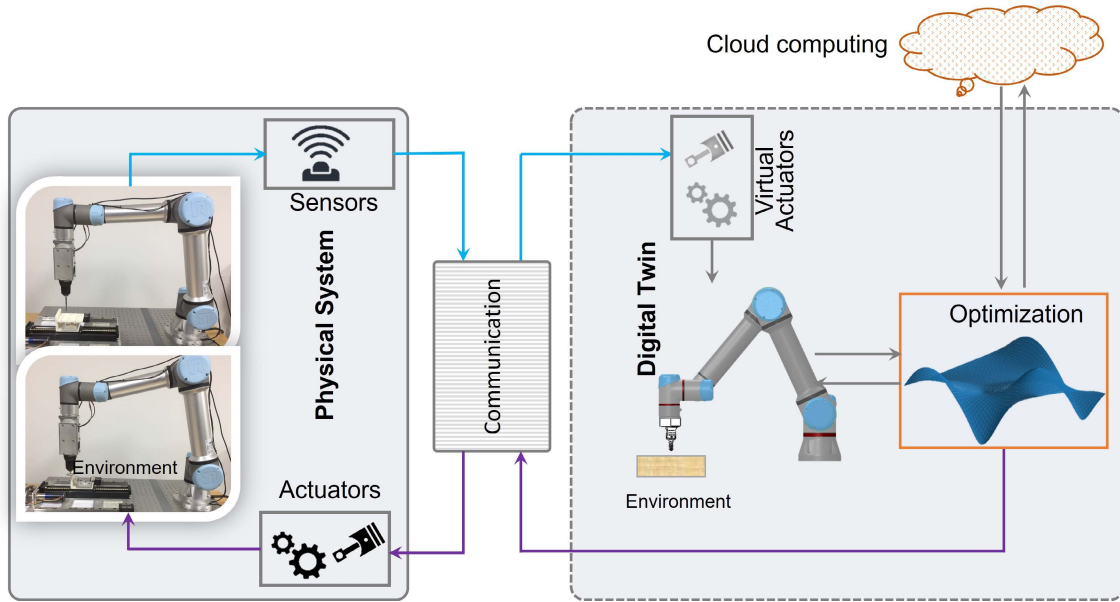 Cloud computing
Sensors
Physical System
Environment
Actuators
Communication
Virtual
Actuators
Digital Twin
Environment
Optimization